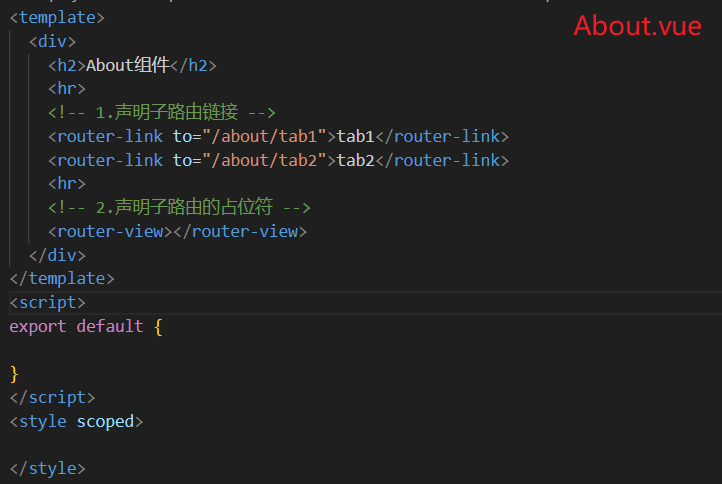 <template>
About.vue
<div>
<h2>About组件</h2>
<hr>
<!-- 1.声明子路由链接 -->
<router-link to="/about/tab1">tab1</router-link>
<router-link to="/about/tab2">tab2</router-link>
<hr>
<!-- 2.声明子路由的占位符 -->
<router-view></router-view>
</div>
</template>
<script>
export default {
}
</script>
<style scoped>
</style>